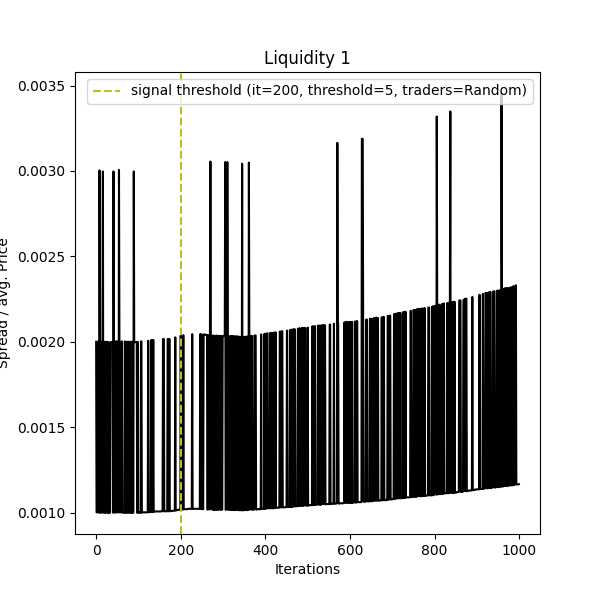 Liquidity 1
signal threshold (it=200, threshold=5, traders=Random)
Spread / avg. Price
0.0035
0.0030
0.0025
0.0020
0.0015
0.0010
0 200 400 600 800 1000
Iterations